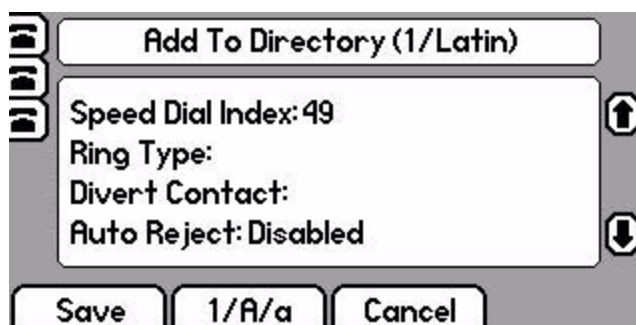 Add To Directory (1/Latin)
Speed Dial Index: 49
Ring Type:
Divert Contact:
Auto Reject: Disabled
Save 1/A/a Cancel